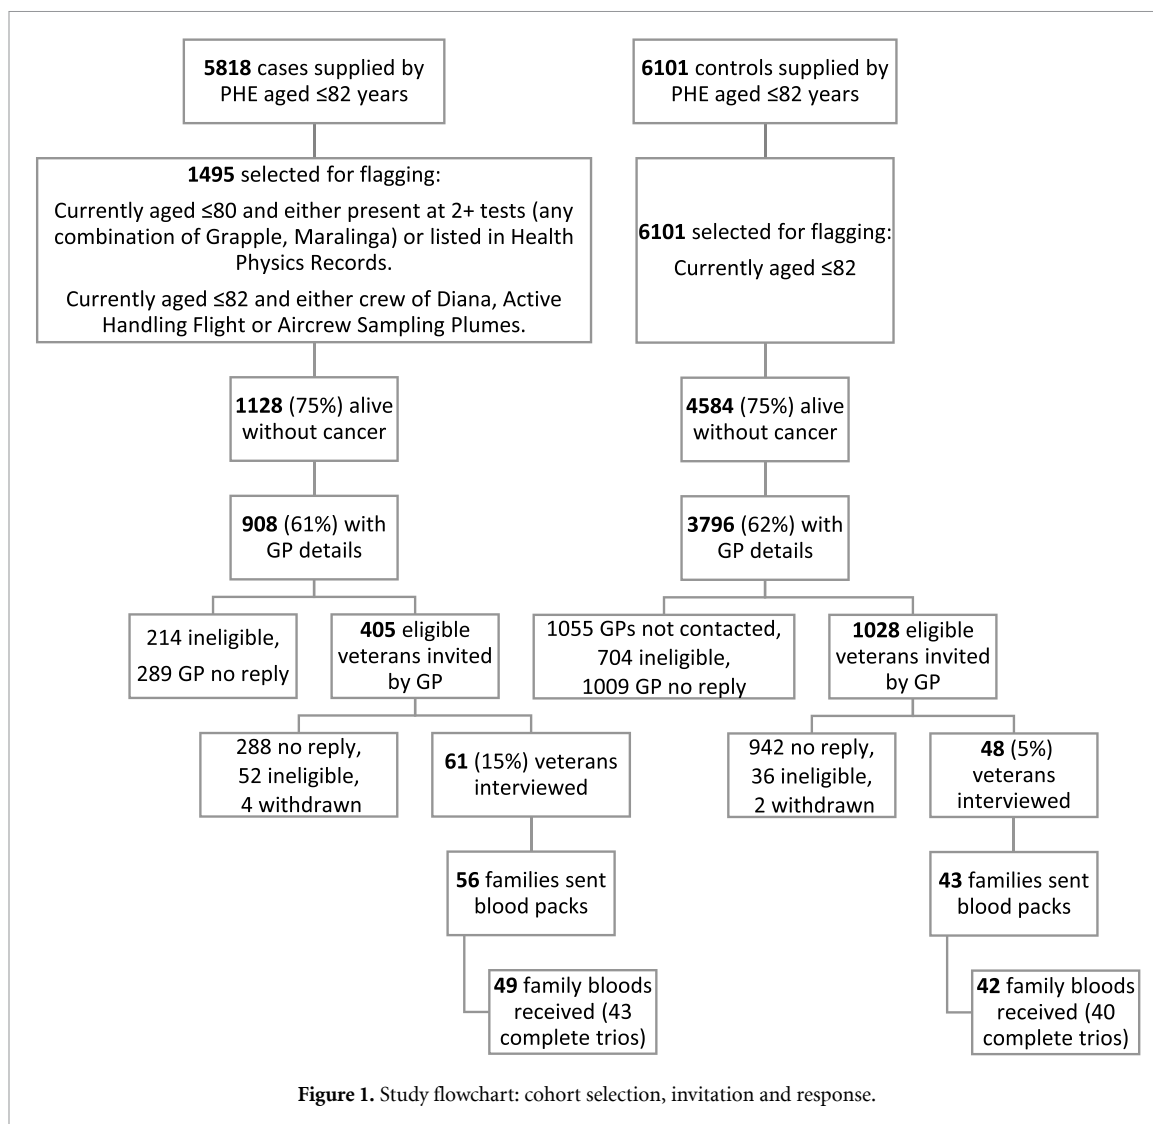 5818 cases supplied by
PHE aged ≤82 years
6101 controls supplied by
PHE aged ≤82 years
1495 selected for flagging:
Currently aged ≤80 and either present at 2+ tests (any
combination of Grapple, Maralinga) or listed in Health
Physics Records.
Currently aged ≤82 and either crew of Diana, Active
Handling Flight or Aircrew Sampling Plumes.
6101 selected for flagging:
Currently aged ≤82
1128 (75%) alive
without cancer
4584 (75%) alive
without cancer
908 (61%) with
GP details
3796 (62%) with
GP details
214 ineligible,
289 GP no reply
405 eligible
veterans invited
by GP
1055 GPs not contacted,
704 ineligible,
1009 GP no reply
1028 eligible
veterans invited
by GP
288 no reply,
52 ineligible,
4 withdrawn
61 (15%) veterans
interviewed
942 no reply,
36 ineligible,
2 withdrawn
48 (5%)
veterans
interviewed
56 families sent
blood packs
43 families sent
blood packs
49 family bloods
received (43
complete trios)
42 family bloods
received (40
complete trios)
Figure 1. Study flowchart: cohort selection, invitation and response.